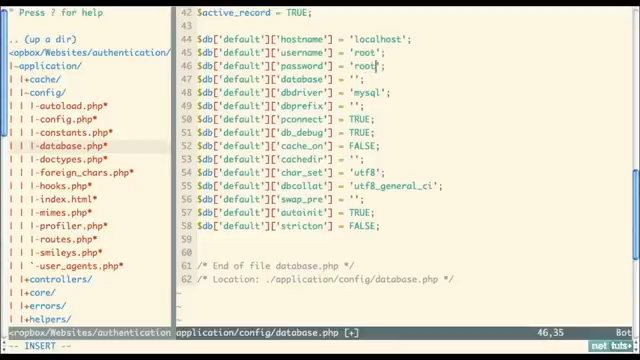 " Press ? for help
.. (up a dir)
<opbox/Websites/authentication/
|~application/
| |+cache/
| |~config/
| | |-autoload.php*
| | |-config.php*
| | |-constants.php*
| | |-database.php*
| | |-doctypes.php*
| | |-foreign_chars.php*
| | |-hooks.php*
| | |-index.html*
| | |-mimes.php*
| | |-profiler.php*
| | |-routes.php*
| | |-smileys.php*
| | `-user_agents.php*
| |+controllers/
| |+core/
| |+errors/
| |+helpers/
<ropbox/Websites/authentication
-- INSERT --
42 $active_record = TRUE;
43
44 $db['default']['hostname'] = 'localhost';
45 $db['default']['username'] = 'root';
46 $db['default']['password'] = 'root';
47 $db['default']['database'] = '';
48 $db['default']['dbdriver'] = 'mysql';
49 $db['default']['dbprefix'] = '';
50 $db['default']['pconnect'] = TRUE;
51 $db['default']['db_debug'] = TRUE;
52 $db['default']['cache_on'] = FALSE;
53 $db['default']['cachedir'] = '';
54 $db['default']['char_set'] = 'utf8';
55 $db['default']['dbcollat'] = 'utf8_general_ci';
56 $db['default']['swap_pre'] = '';
57 $db['default']['autoinit'] = TRUE;
58 $db['default']['stricton'] = FALSE;
59
60
61 /* End of file database.php */
62 /* Location: ./application/config/database.php */
~
~
application/config/database.php [+] 46,35 Bot
net tuts+